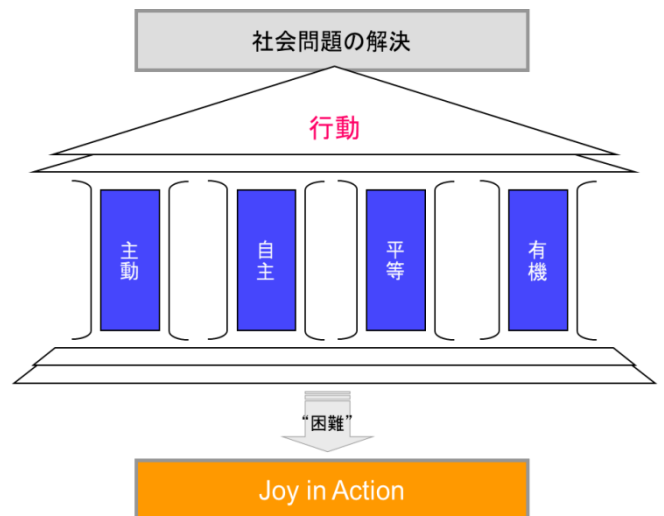 社会問題の解決
行動
主動
自主
平等
有機
“困難”
Joy in Action